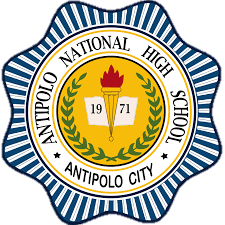 ANTIPOLO NATIONAL HIGH SCHOOL
19 71
★ ANTIPOLO CITY ★